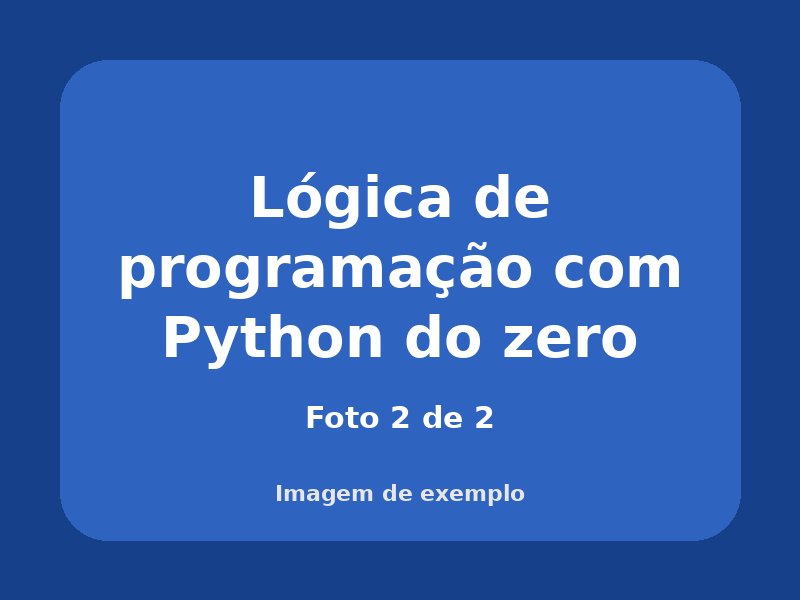 Lógica de
programação com
Python do zero
Foto 2 de 2
Imagem de exemplo